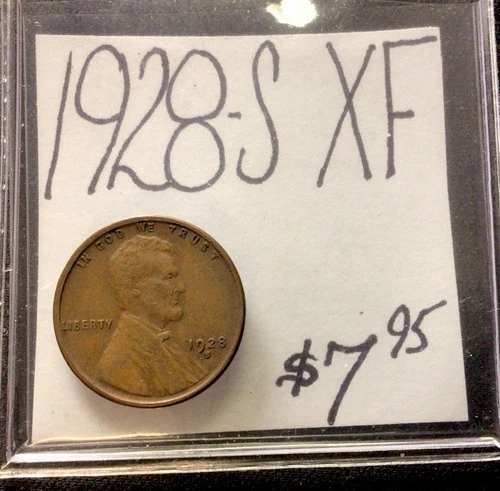 1928-S XF
IN GOD WE TRUST
LIBERTY
1928
S
$7.95